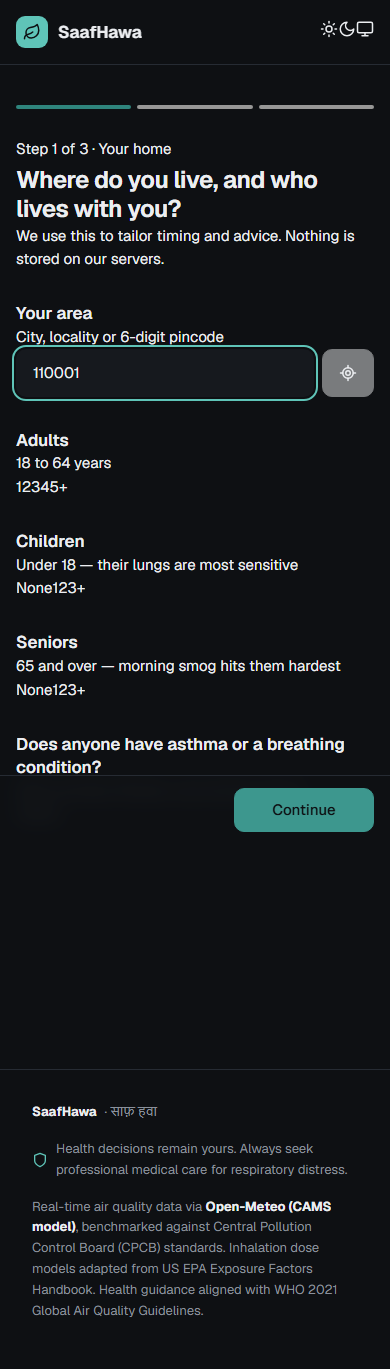 SaafHawa
Step 1 of 3 · Your home
Where do you live, and who
lives with you?
We use this to tailor timing and advice. Nothing is
stored on our servers.
Your area
City, locality or 6-digit pincode
110001
Adults
18 to 64 years
12345+
Children
Under 18 — their lungs are most sensitive
None123+
Seniors
65 and over — morning smog hits them hardest
None123+
Does anyone have asthma or a breathing
condition?
Continue
SaafHawa · साफ़ हवा
Health decisions remain yours. Always seek
professional medical care for respiratory distress.
Real-time air quality data via Open-Meteo (CAMS
model), benchmarked against Central Pollution
Control Board (CPCB) standards. Inhalation dose
models adapted from US EPA Exposure Factors
Handbook. Health guidance aligned with WHO 2021
Global Air Quality Guidelines.